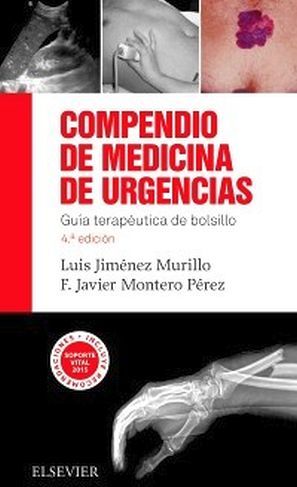 COMPENDIO
DE MEDICINA
DE URGENCIAS
Guía terapéutica de bolsillo
4.ª edición
Luis Jiménez Murillo
F. Javier Montero Pérez
INCLUYE RECOMENDACIONES
SOPORTE
VITAL
2015
ELSEVIER